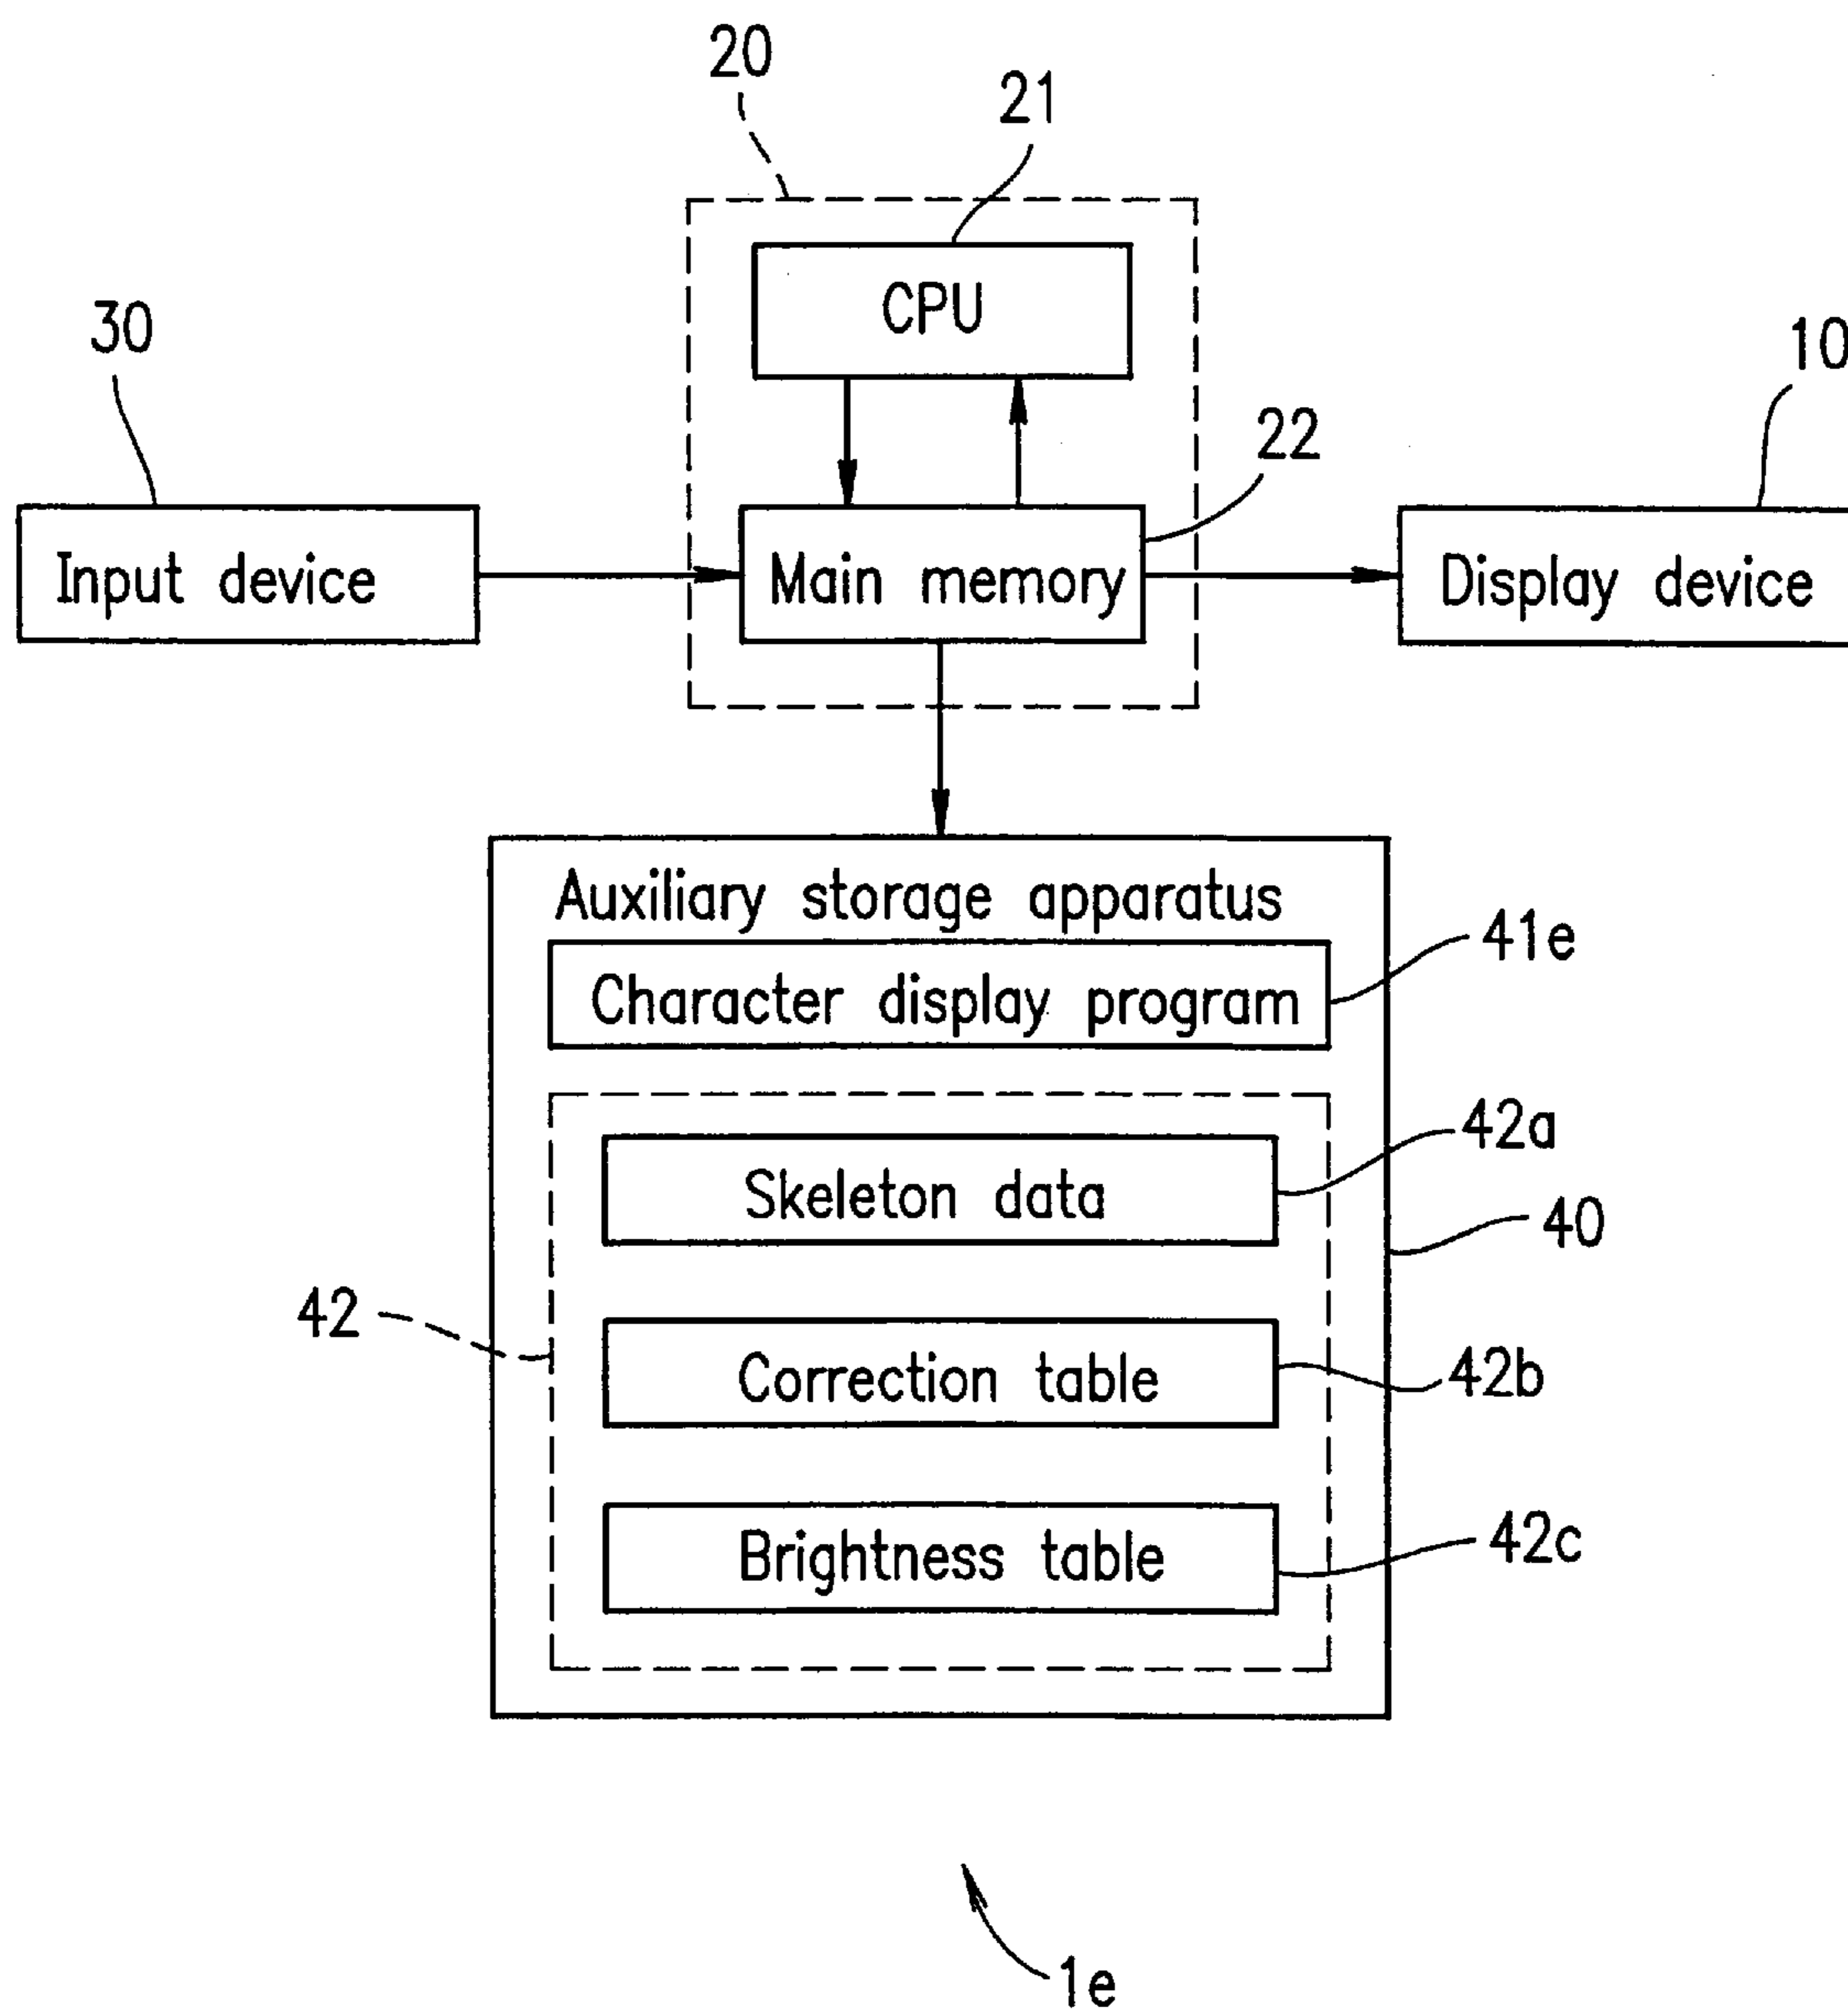 20
21
CPU
30
10
22
Input device
Main memory
Display device
Auxiliary storage apparatus
41e
Character display program
42a
Skeleton data
40
42
42b
Correction table
42c
Brightness table
1e